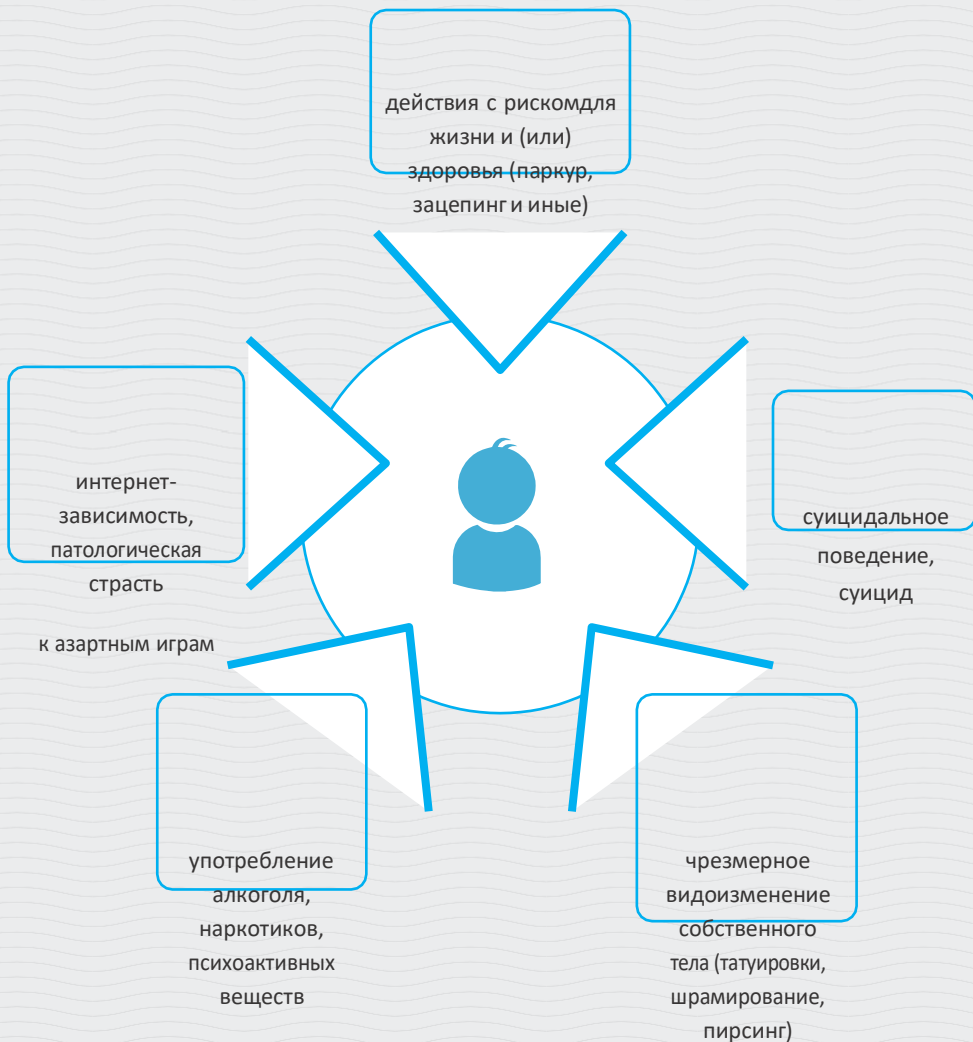 действия с рискомдля
жизни и (или)
здоровья (паркур,
зацепинг и иные)
интернет-
зависимость,
патологическая
страсть
к азартным играм
суицидальное
поведение,
суицид
употребление
алкоголя,
наркотиков,
психоактивных
веществ
чрезмерное
видоизменение
собственного
тела (татуировки,
шрамирование,
пирсинг)